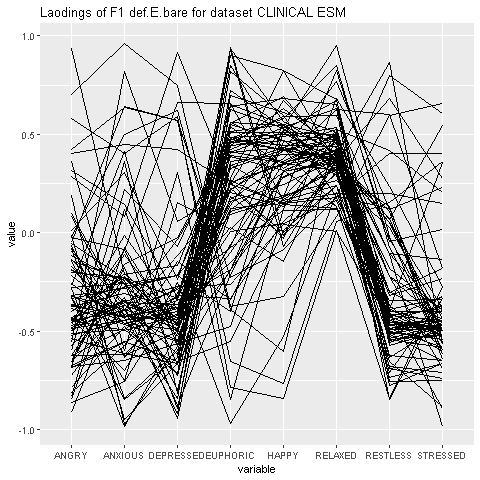 Laodings of F1 def.E.bare for dataset CLINICAL ESM
1.0
0.5
0.0
-0.5
-1.0
value
ANGRY ANXIOUS DEPRESSEDEUPHORIC HAPPY RELAXED RESTLESS STRESSED
variable